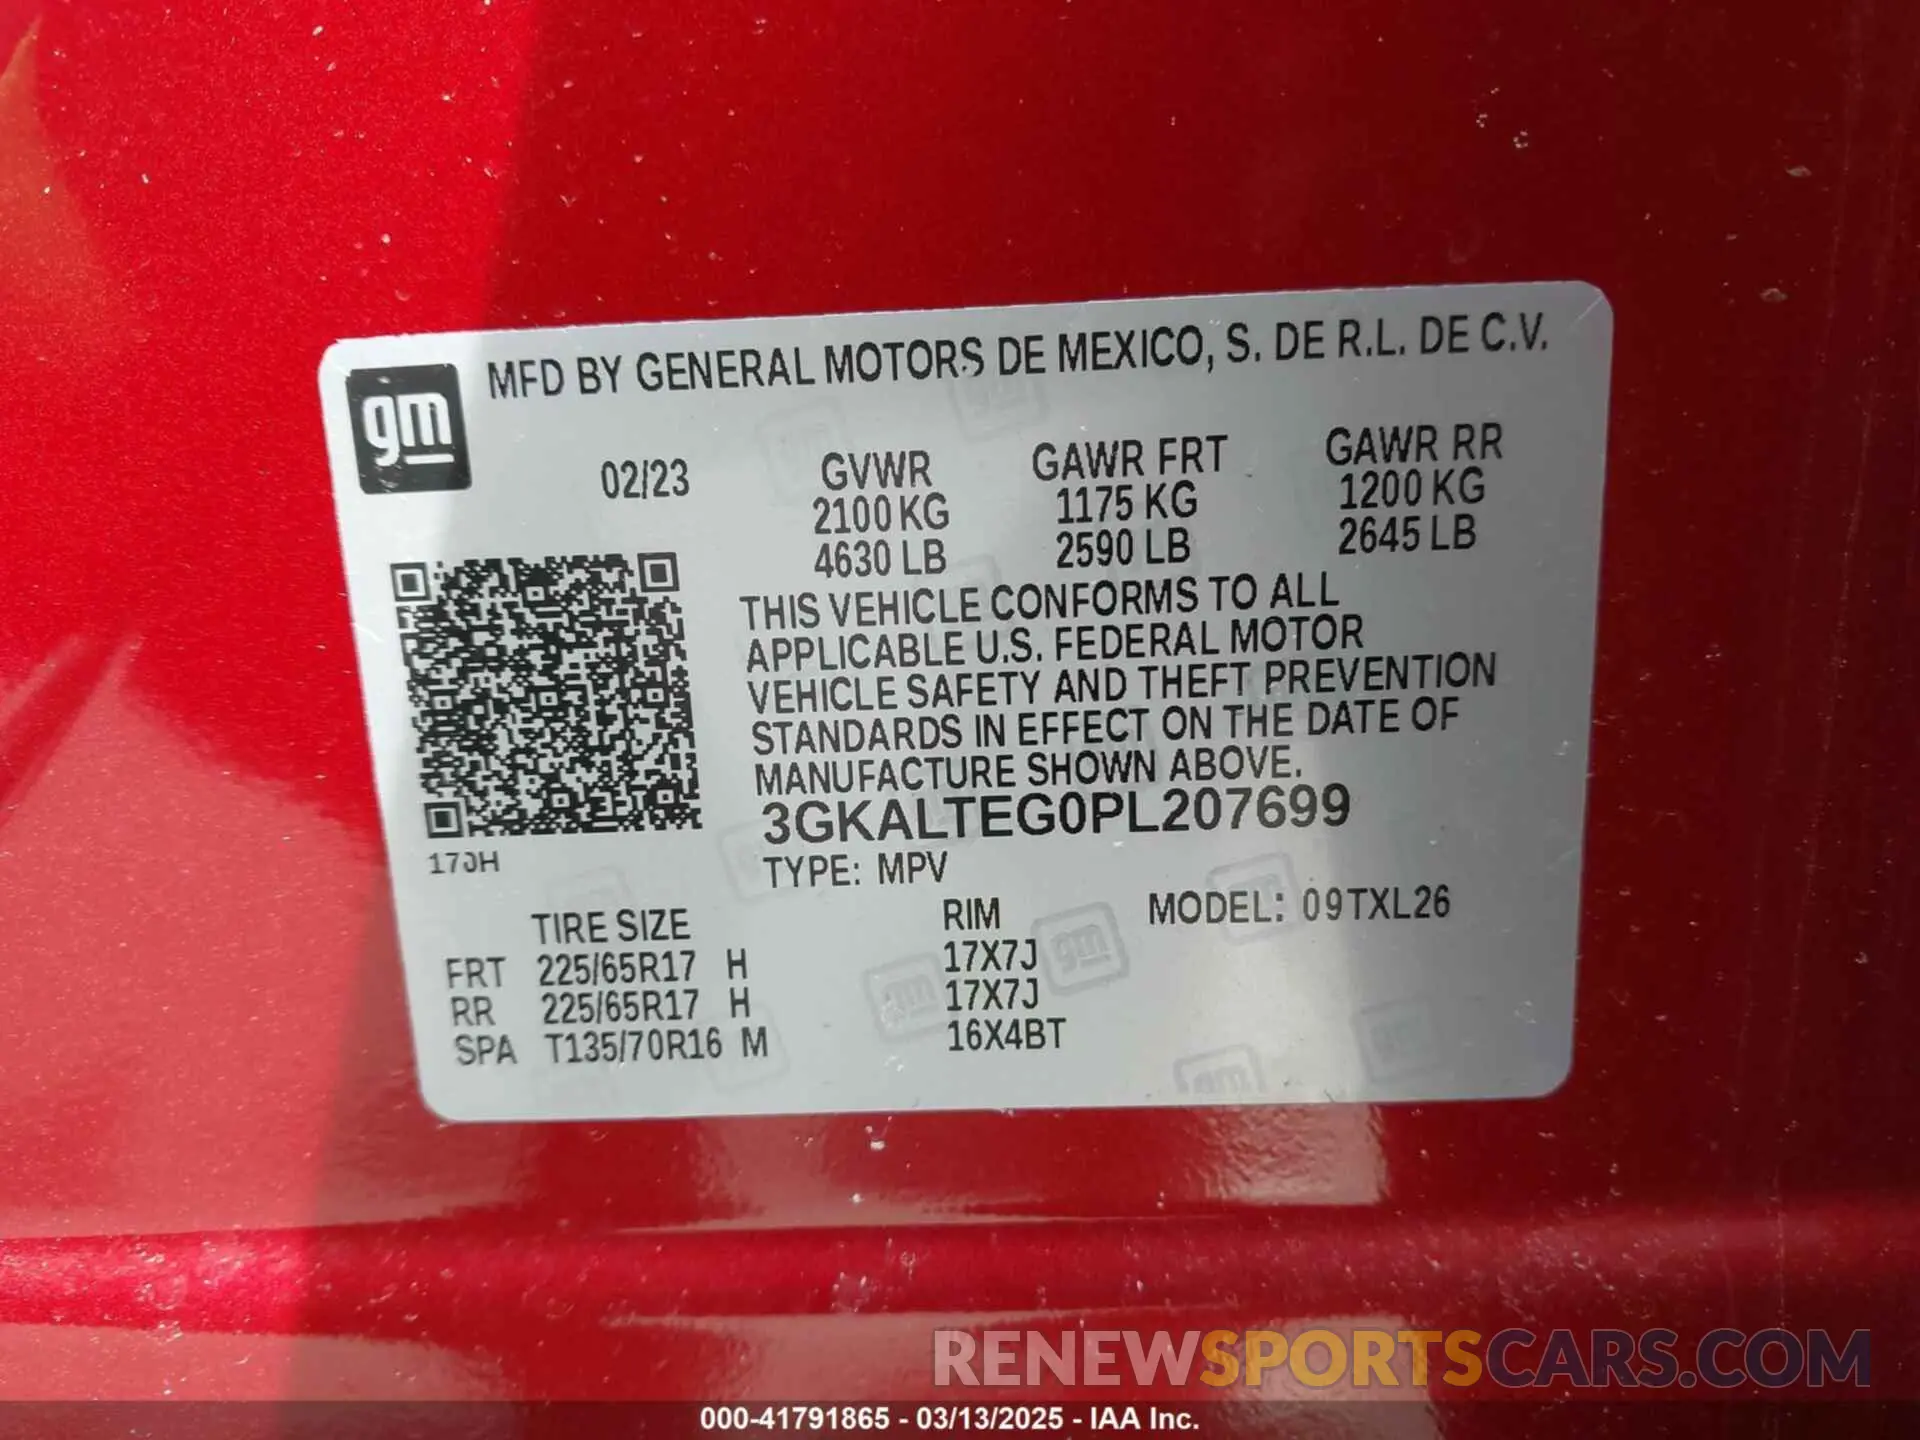 gm
MFD BY GENERAL MOTORS DE MEXICO, S. DE R.L. DE C.V.
02/23 GVWR GAWR FRT GAWR RR
2100 KG 1175 KG 1200 KG
4630 LB 2590 LB 2645 LB
THIS VEHICLE CONFORMS TO ALL
APPLICABLE U.S. FEDERAL MOTOR
VEHICLE SAFETY AND THEFT PREVENTION
STANDARDS IN EFFECT ON THE DATE OF
MANUFACTURE SHOWN ABOVE.
3GKALTEG0PL207699
17JH
TYPE: MPV
TIRE SIZE RIM MODEL: 09TXL26
FRT 225/65R17 H 17X7J
RR 225/65R17 H 17X7J
SPA T135/70R16 M 16X4BT
RENEWSPORTSCARS.COM
000-41791865 - 03/13/2025 - IAA Inc.